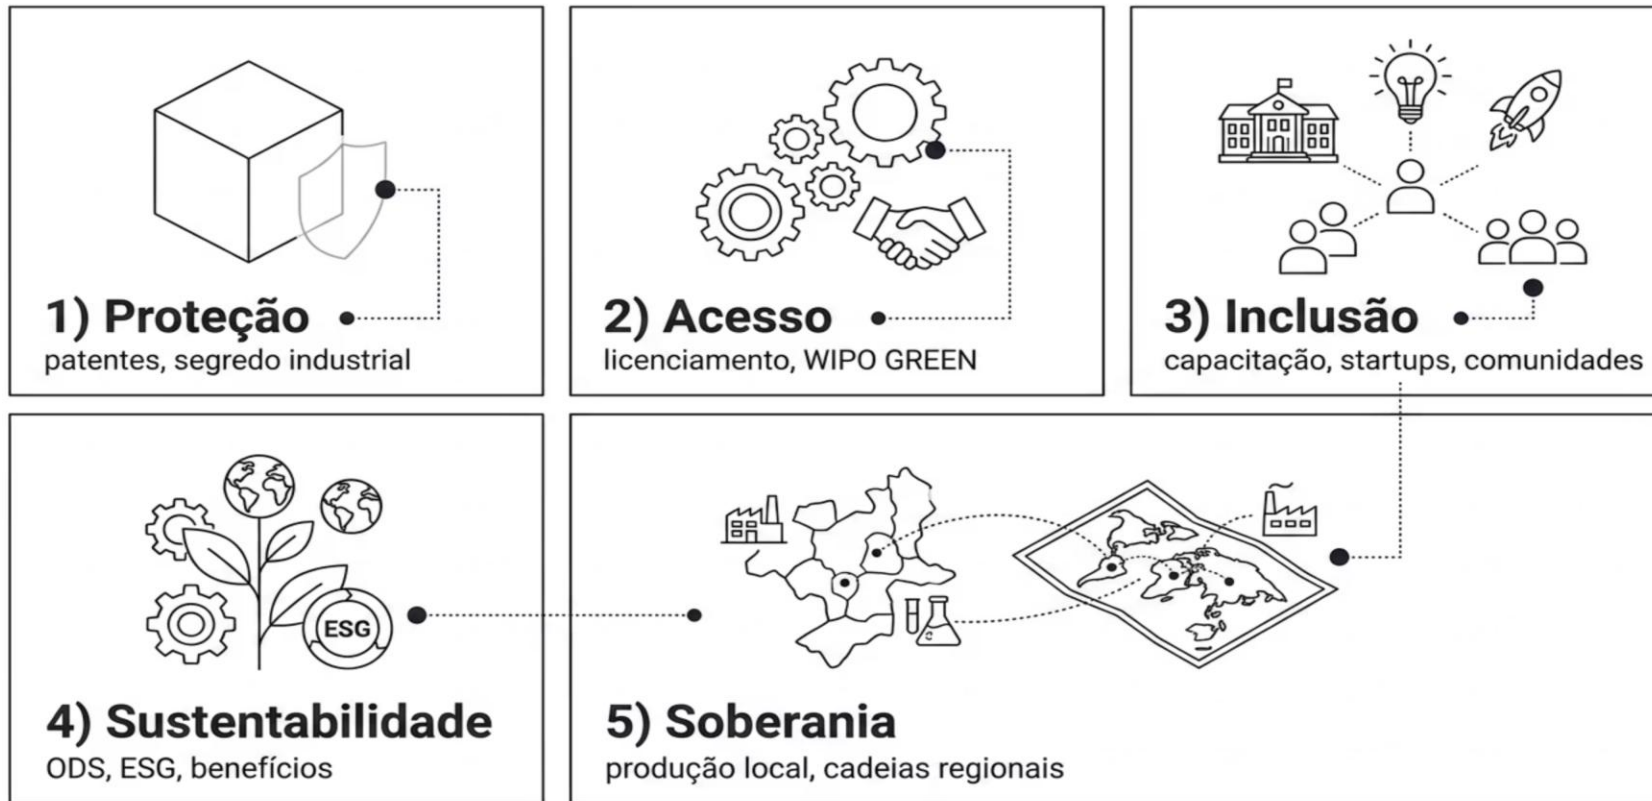 1) Proteção
patentes, segredo industrial
2) Acesso
licenciamento, WIPO GREEN
3) Inclusão
capacitação, startups, comunidades
ESG
4) Sustentabilidade
ODS, ESG, benefícios
5) Soberania
produção local, cadeias regionais